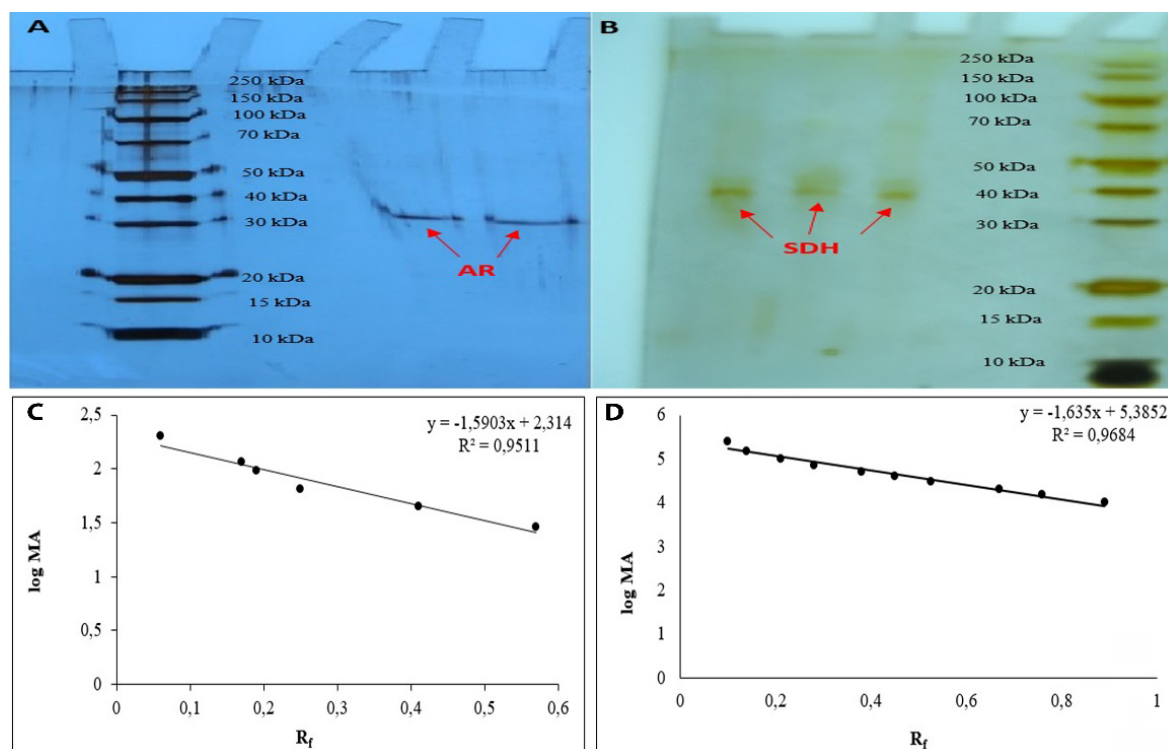 A
250 kDa
150 kDa
100 kDa
70 kDa
50 kDa
40 kDa
30 kDa
20 kDa
15 kDa
10 kDa
AR
B
250 kDa
150 kDa
100 kDa
70 kDa
50 kDa
40 kDa
30 kDa
20 kDa
15 kDa
10 kDa
SDH
C
y = -1,5903x + 2,314
R² = 0,9511
2,5
2
1,5
1
0,5
0
0 0,1 0,2 0,3 0,4 0,5 0,6
log MA
Rf
D
y = -1,635x + 5,3852
R² = 0,9684
6
5
4
3
2
1
0
0 0,2 0,4 0,6 0,8 1
log MA
Rf